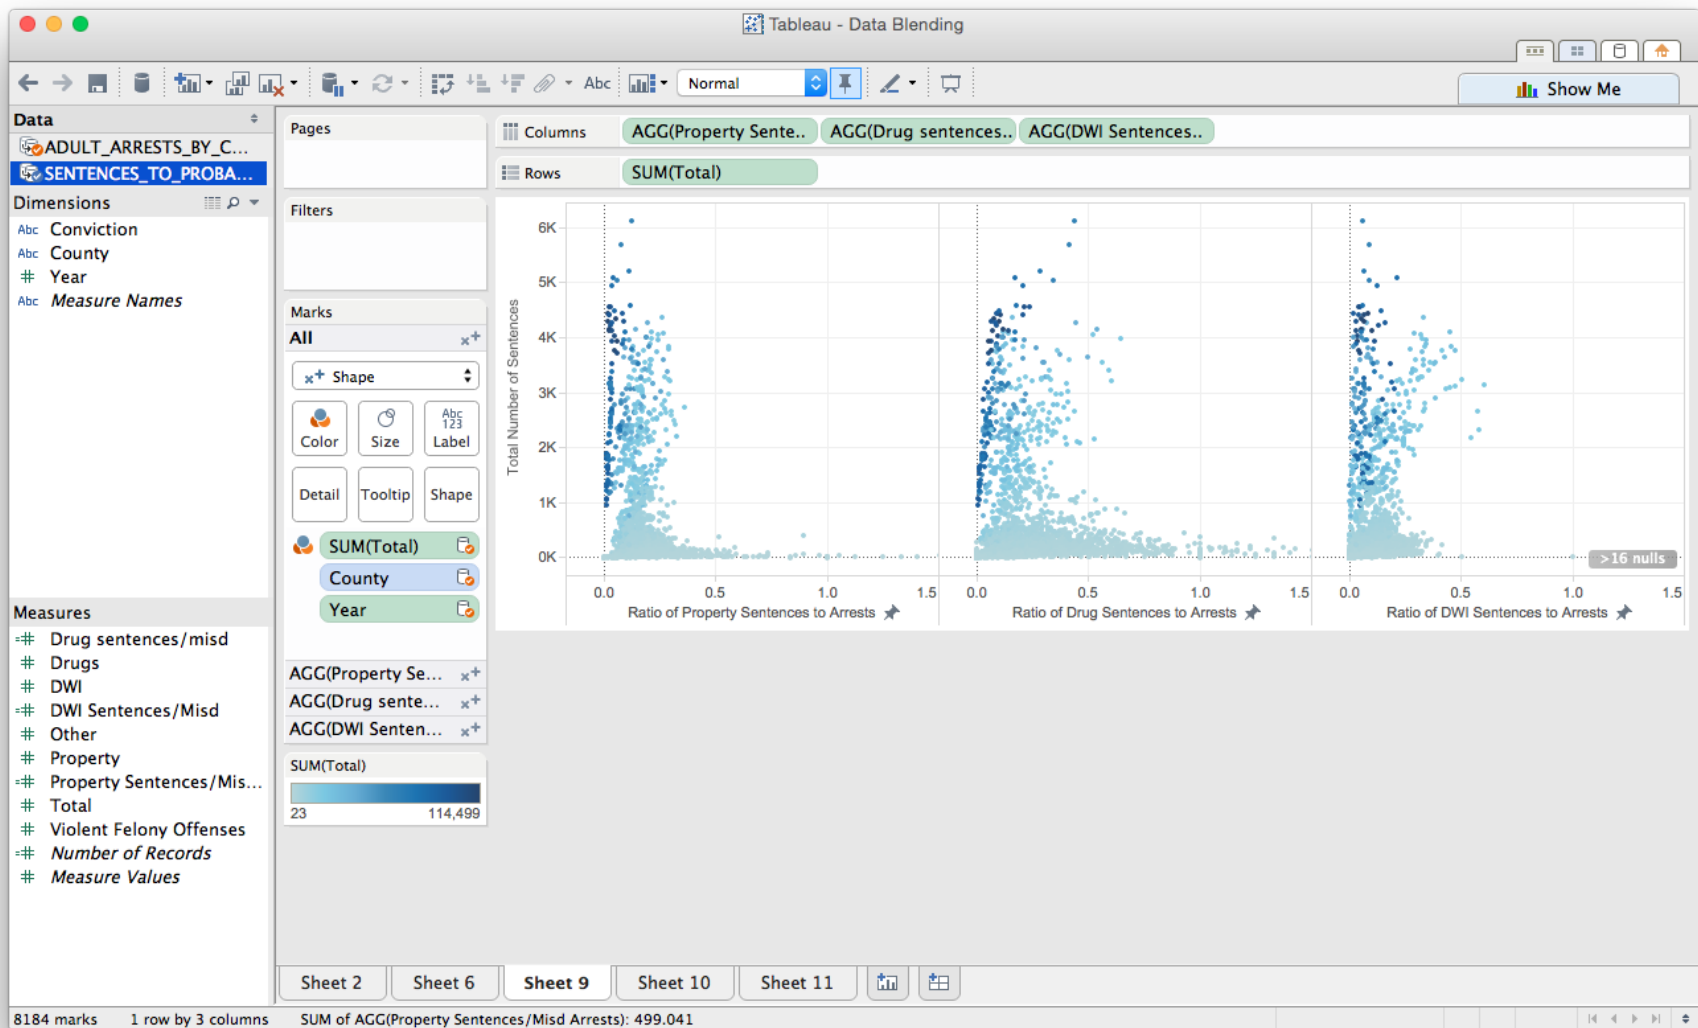 Tableau - Data Blending
Abc
Normal
Show Me
Data
ADULT_ARRESTS_BY_C...
SENTENCES_TO_PROBA...
Dimensions
Abc Conviction
Abc County
# Year
Abc Measure Names
Measures
=# Drug sentences/misd
# Drugs
# DWI
=# DWI Sentences/Misd
# Other
# Property
=# Property Sentences/Mis...
# Total
# Violent Felony Offenses
=# Number of Records
# Measure Values
Pages
Filters
Marks
All
Shape
Color
Size
Abc
123
Label
Detail
Tooltip
Shape
SUM(Total)
County
Year
AGG(Property Se...
AGG(Drug sente...
AGG(DWI Senten...
SUM(Total)
23 114,499
Columns AGG(Property Sente.. AGG(Drug sentences.. AGG(DWI Sentences..
Rows SUM(Total)
Total Number of Sentences
6K
5K
4K
3K
2K
1K
0K
>16 nulls
0.0 0.5 1.0 1.5 0.0 0.5 1.0 1.5 0.0 0.5 1.0 1.5
Ratio of Property Sentences to Arrests Ratio of Drug Sentences to Arrests Ratio of DWI Sentences to Arrests
Sheet 2 Sheet 6 Sheet 9 Sheet 10 Sheet 11
8184 marks 1 row by 3 columns SUM of AGG(Property Sentences/Misd Arrests): 499.041